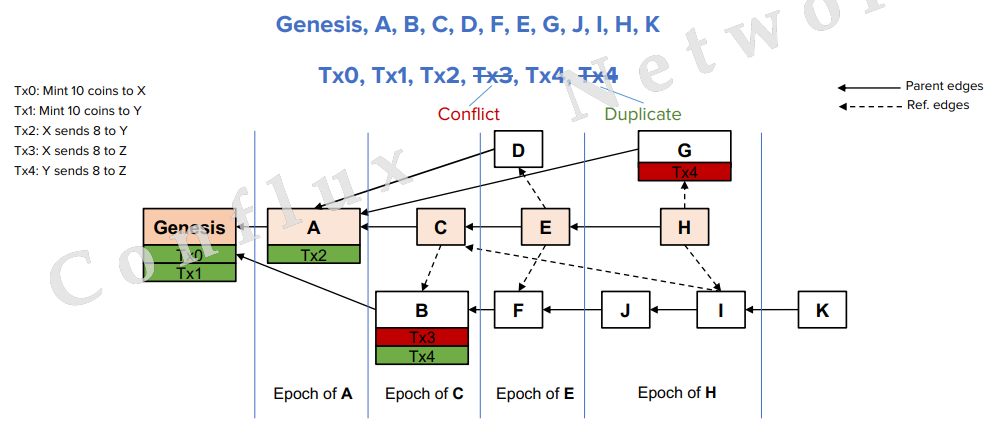 Genesis, A, B, C, D, F, E, G, J, I, H, K
Tx0, Tx1, Tx2, Tx3, Tx4, Tx4
Conflict
Duplicate
Tx0: Mint 10 coins to X
Tx1: Mint 10 coins to Y
Tx2: X sends 8 to Y
Tx3: X sends 8 to Z
Tx4: Y sends 8 to Z
Parent edges
Ref. edges
D
G
Tx4
Genesis
Tx0
Tx1
A
Tx2
C
E
H
B
Tx3
Tx4
F
J
I
K
Epoch of A
Epoch of C
Epoch of E
Epoch of H
Conflux Networ